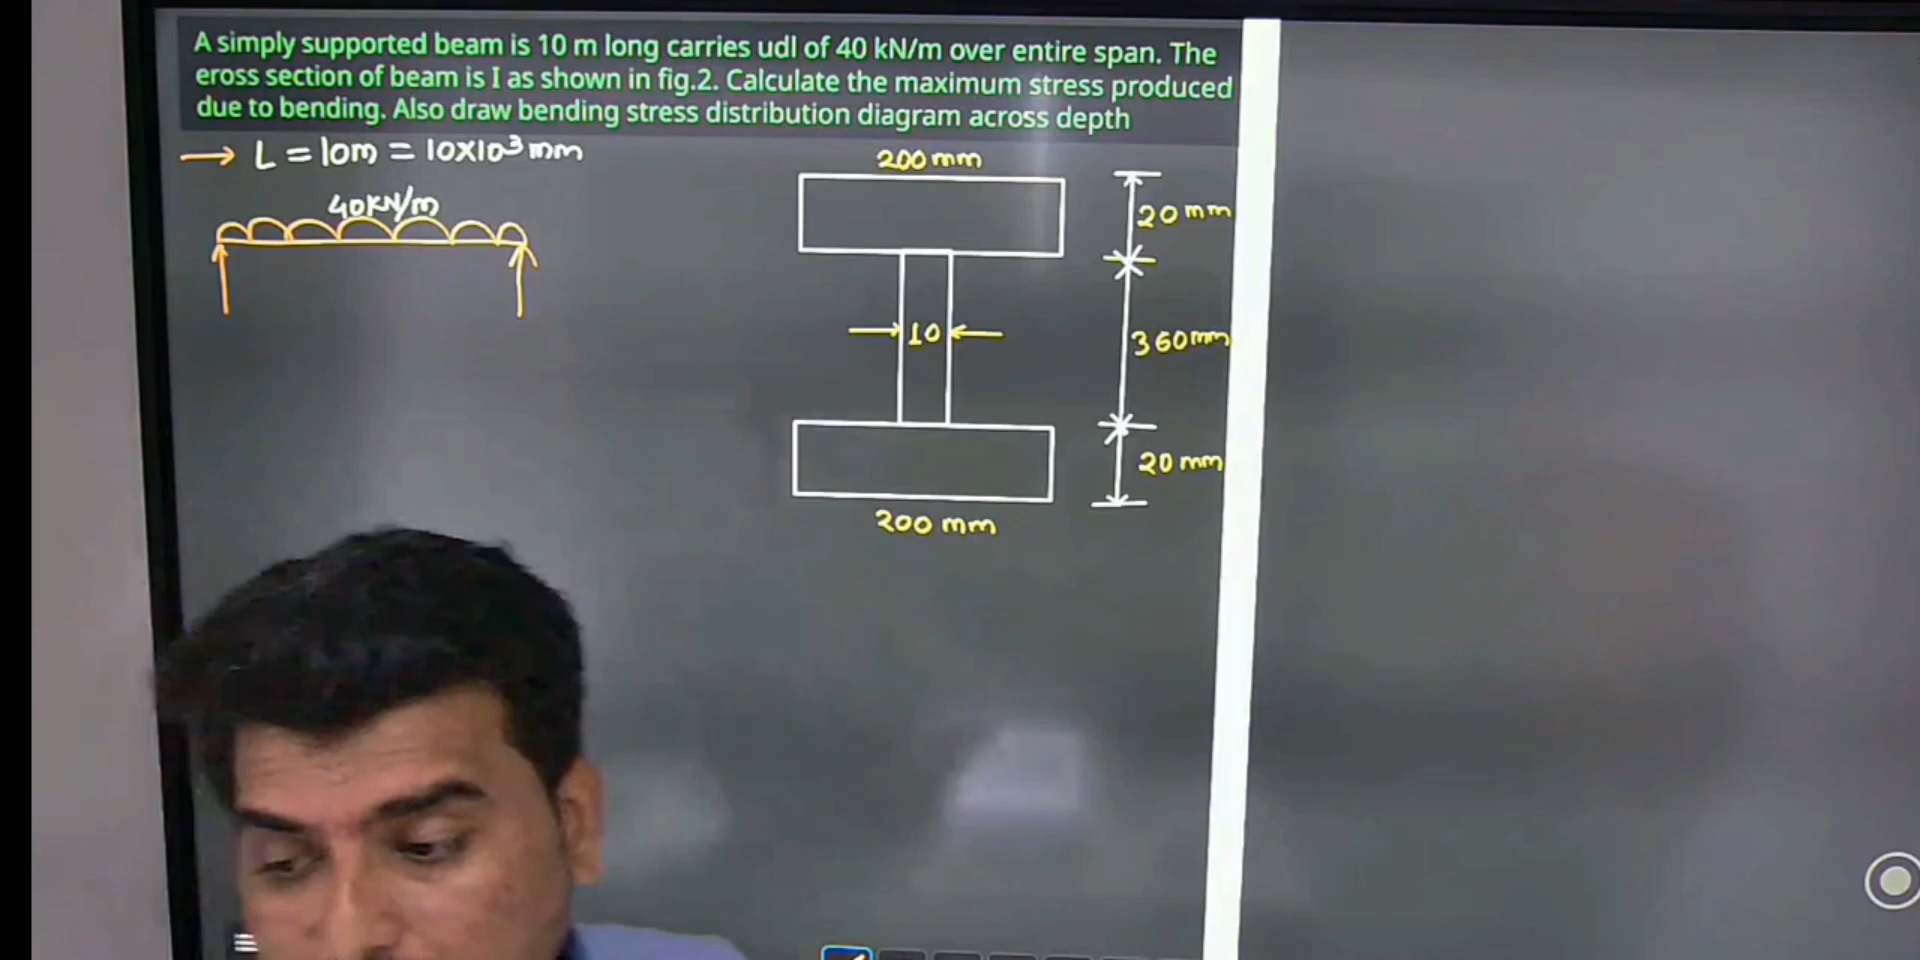 A simply supported beam is 10 m long carries udl of 40 kN/m over entire span. The
eross section of beam is I as shown in fig.2. Calculate the maximum stress produced
due to bending. Also draw bending stress distribution diagram across depth
→ L = 10m = 10×10³ mm
40kN/m
200 mm
20 mm
10
360mm
20 mm
200 mm